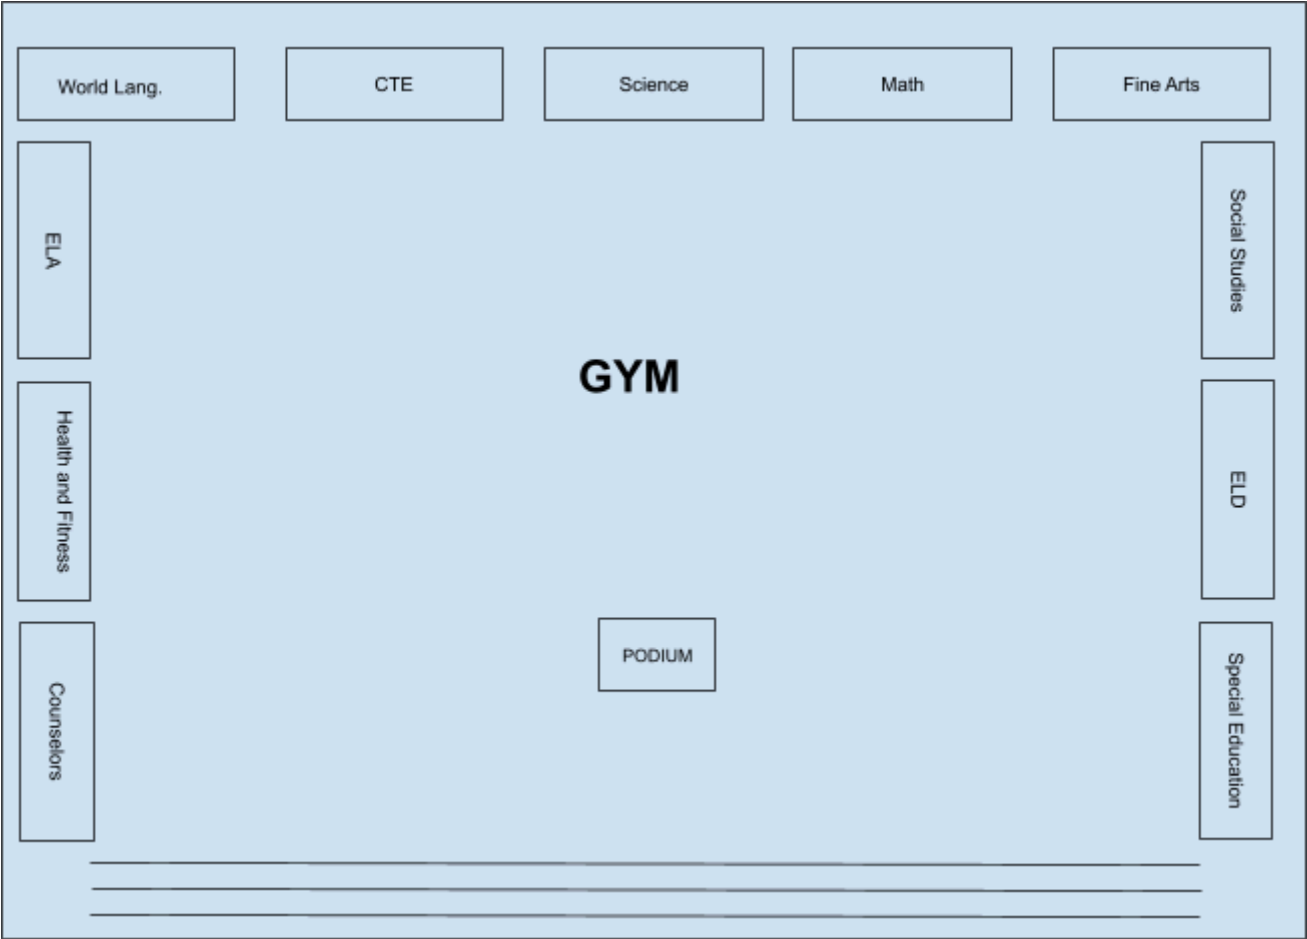 World Lang.
CTE
Science
Math
Fine Arts
ELA
Social Studies
GYM
Health and Fitness
ELD
PODIUM
Counselors
Special Education